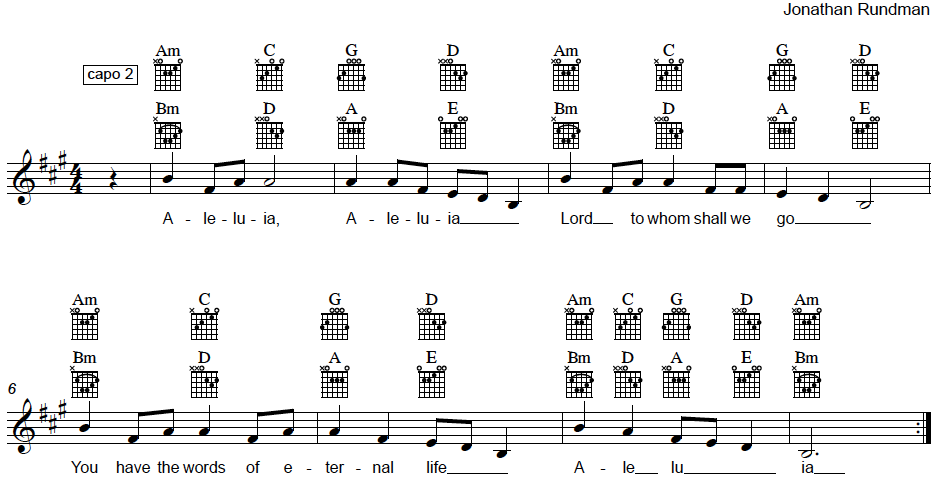 Jonathan Rundman
Am C G D Am C G D
capo 2
Bm D A E Bm D A E
4
4
A - le - lu - ia, A - le - lu - ia Lord to whom shall we go
Am C G D Am C G D Am
Bm D A E Bm D A E Bm
6
You have the words of e - ter - nal life A - le lu ia